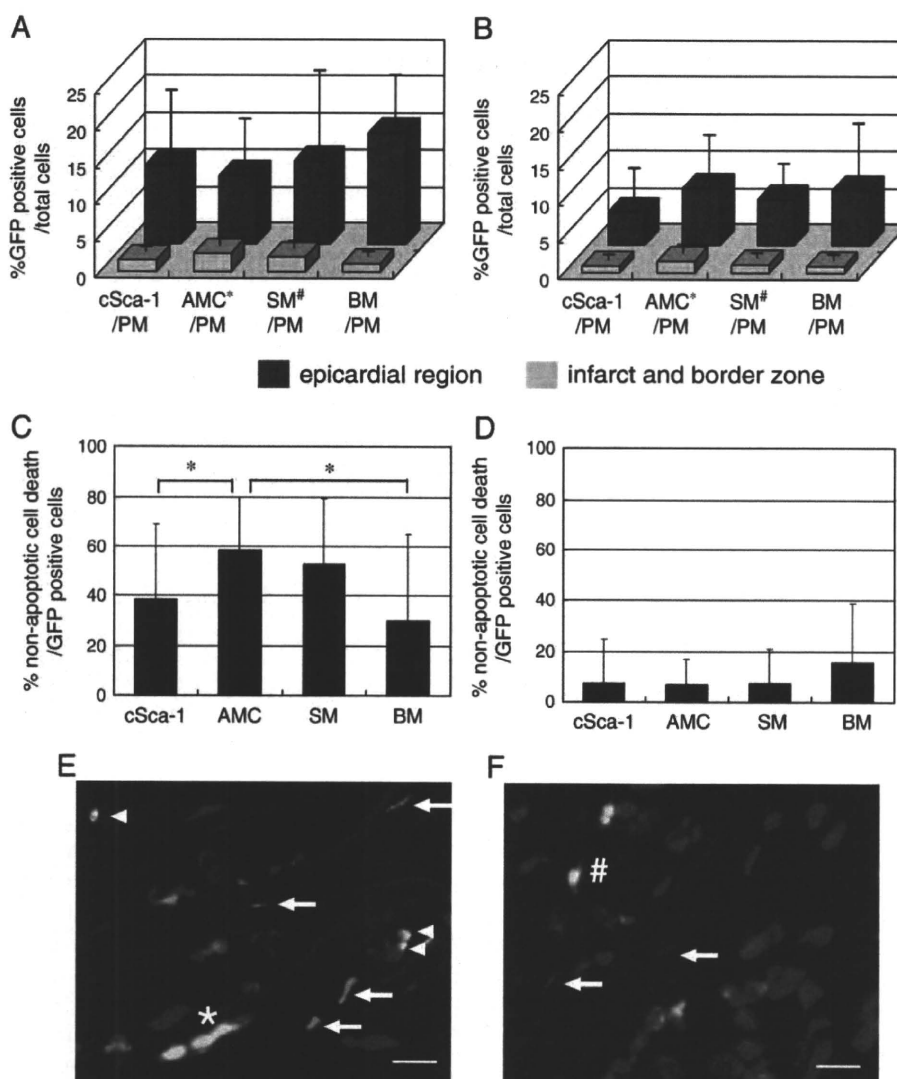 A
%GFP positive cells
/total cells
25
20
15
10
5
0
cSca-1
/PM
AMC*
/PM
SM#
/PM
BM
/PM
B
%GFP positive cells
/total cells
25
20
15
10
5
0
cSca-1
/PM
AMC*
/PM
SM#
/PM
BM
/PM
epicardial region
infarct and border zone
C
% non-apoptotic cell death
/GFP positive cells
100
80
60
40
20
0
*
*
cSca-1
AMC
SM
BM
D
% non-apoptotic cell death
/GFP positive cells
100
80
60
40
20
0
cSca-1
AMC
SM
BM
E
*
F
#